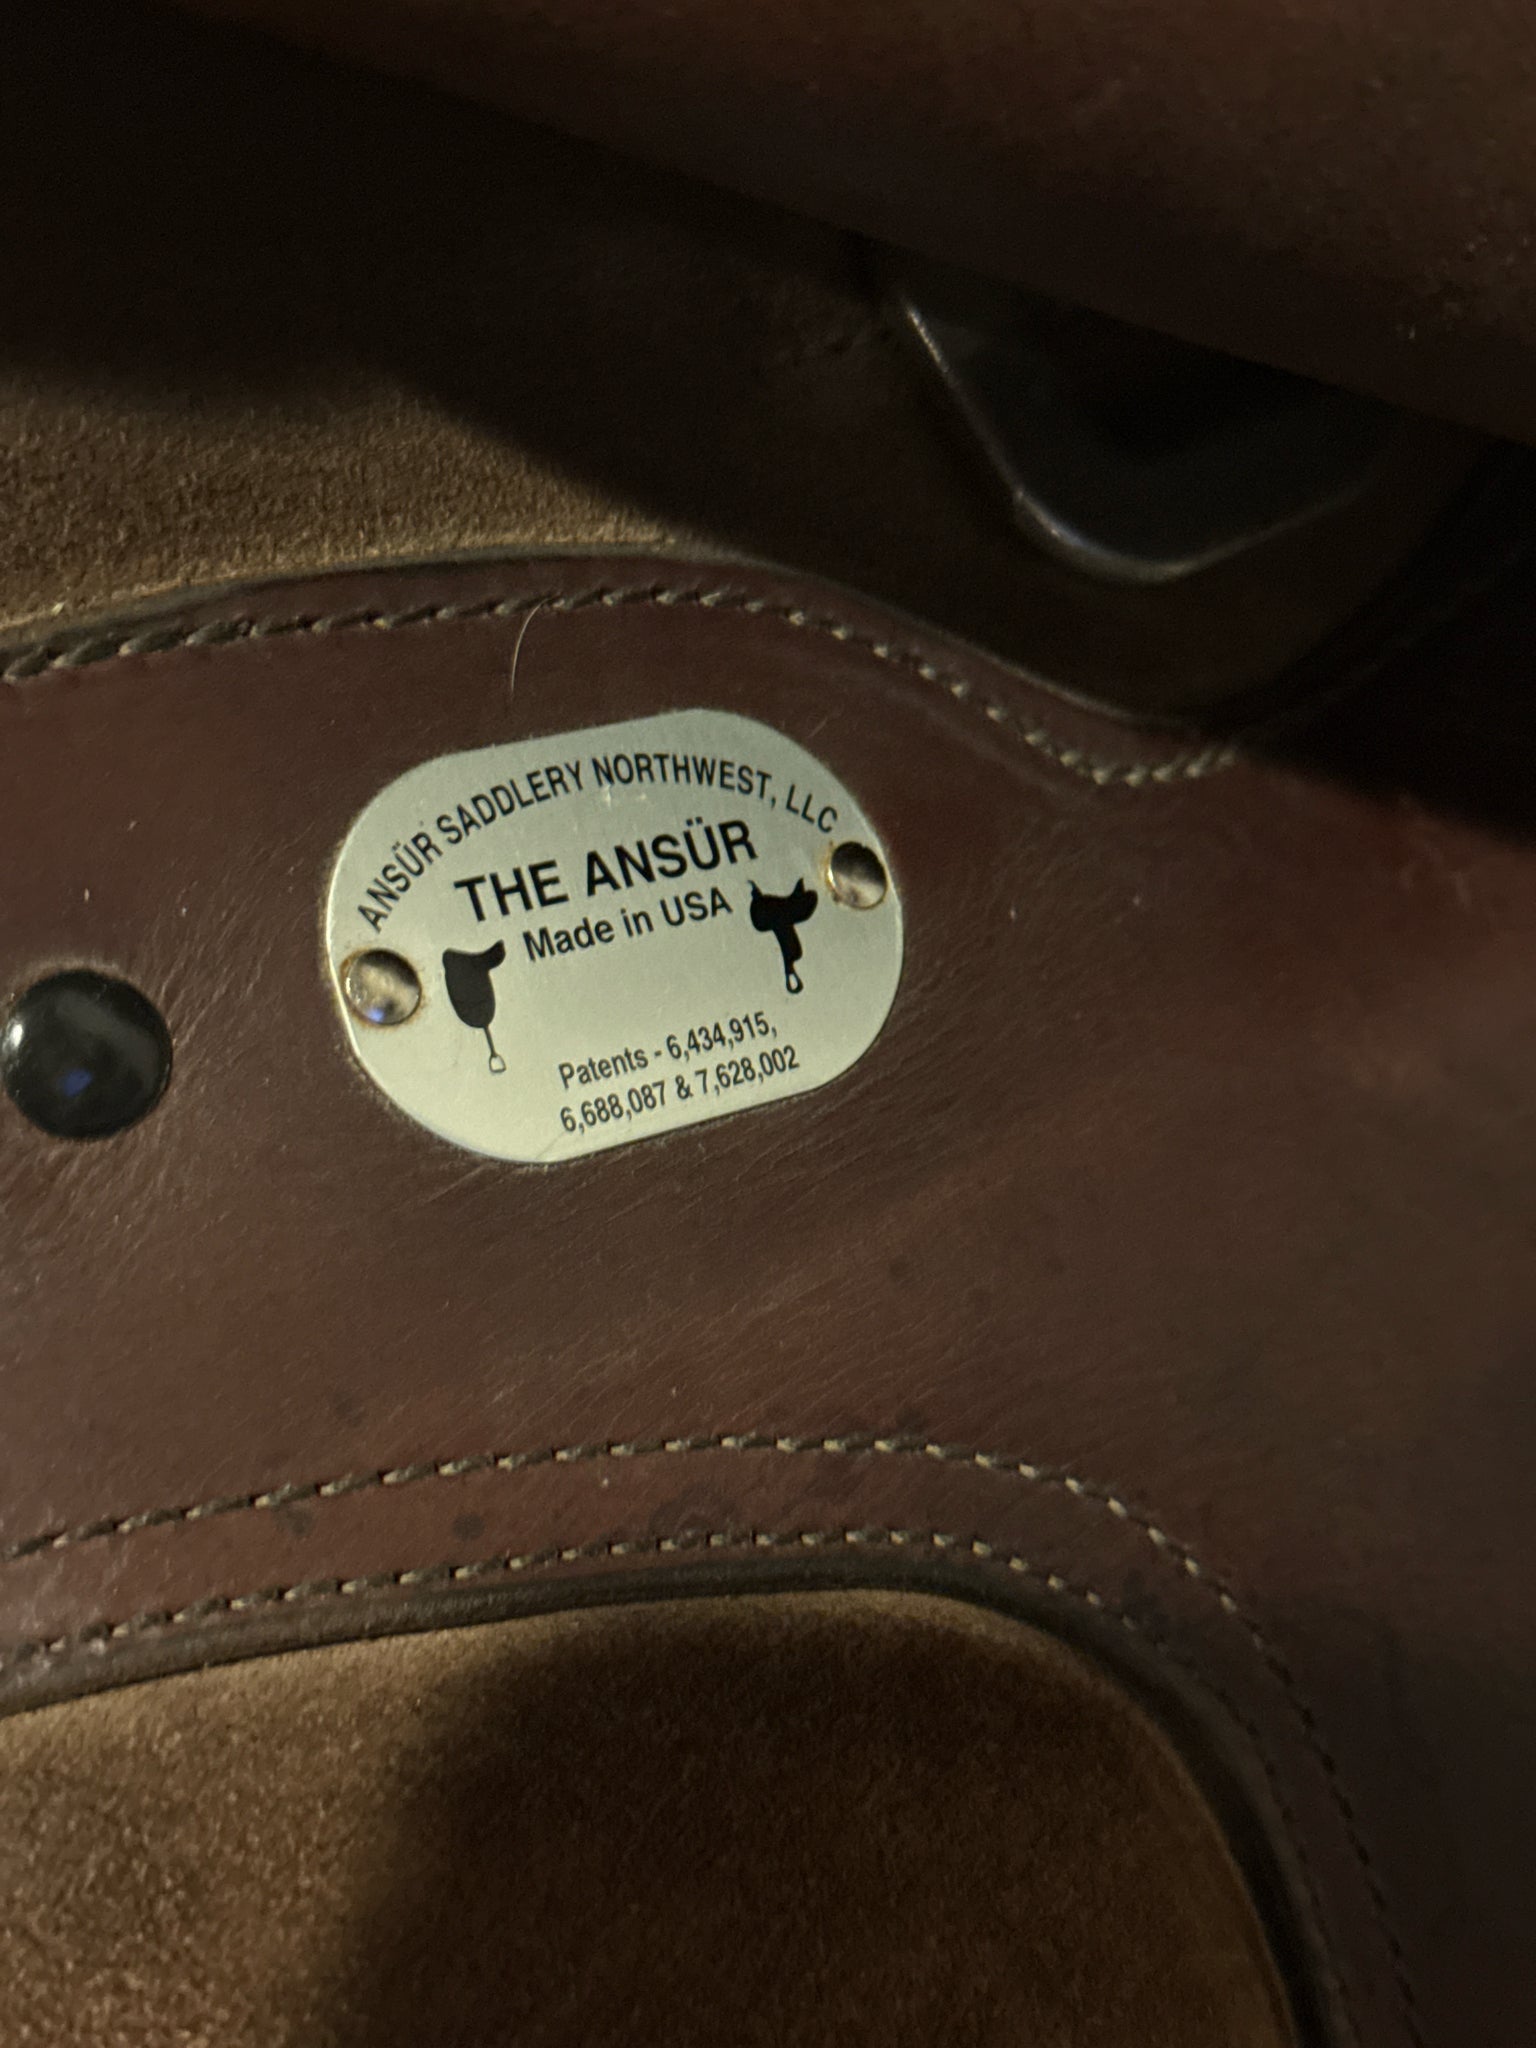 ANSÜR SADDLERY NORTHWEST, LLC
THE ANSÜR
Made in USA
Patents - 6,434,915,
6,688,087 & 7,628,002